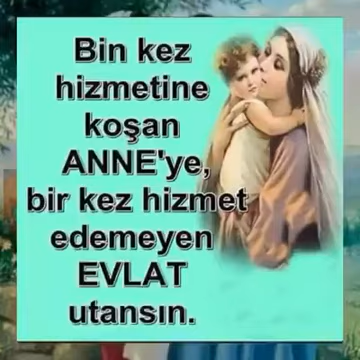 Bin kez
hizmetine
koşan
ANNE'ye,
bir kez hizmet
edemeyen
EVLAT
utansın.